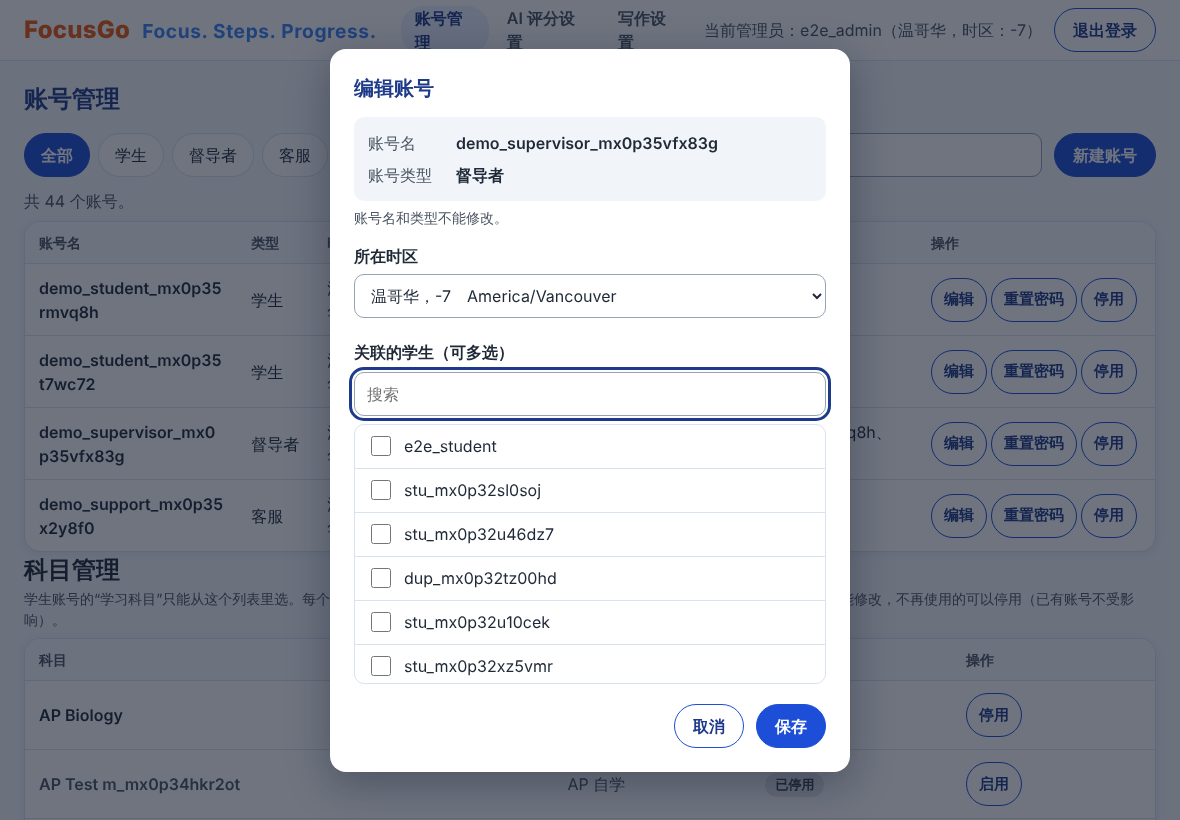 FocusGo Focus. Steps. Progress.
账号管理
AI 评分设置
写作设置
当前管理员：e2e_admin（温哥华，时区：-7）
退出登录
账号管理
全部
学生
督导者
客服
新建账号
共 44 个账号。
账号名 类型 操作
demo_student_mx0p35rmvq8h 学生 编辑 重置密码 停用
demo_student_mx0p35t7wc72 学生 编辑 重置密码 停用
demo_supervisor_mx0p35vfx83g 督导者 q8h、 编辑 重置密码 停用
demo_support_mx0p35x2y8f0 客服 编辑 重置密码 停用
科目管理
学生账号的“学习科目”只能从这个列表里选。每个
能修改，不再使用的可以停用（已有账号不受影响）。
科目 操作
AP Biology 停用
AP Test m_mx0p34hkr2ot AP 自学 已停用 启用
编辑账号
账号名 demo_supervisor_mx0p35vfx83g
账号类型 督导者
账号名和类型不能修改。
所在时区
温哥华，-7 America/Vancouver
关联的学生（可多选）
搜索
e2e_student
stu_mx0p32sl0soj
stu_mx0p32u46dz7
dup_mx0p32tz00hd
stu_mx0p32u10cek
stu_mx0p32xz5vmr
取消 保存